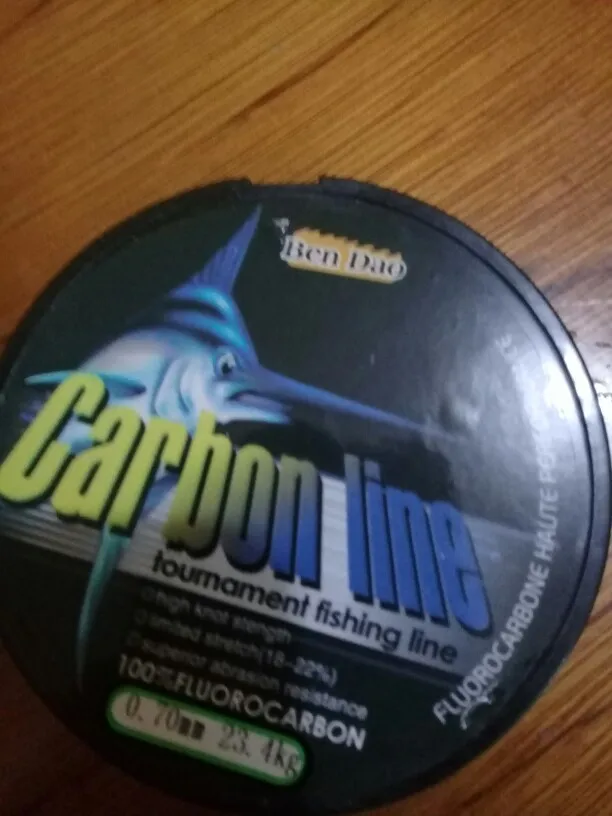 Ben Dao
Carbon line
tournament fishing line
high knot strength
limited stretch(18-22%)
superior abrasion resistance
100%FLUOROCARBON
0.70mm 23.4kg
FLUOROCARBONE HAUTE